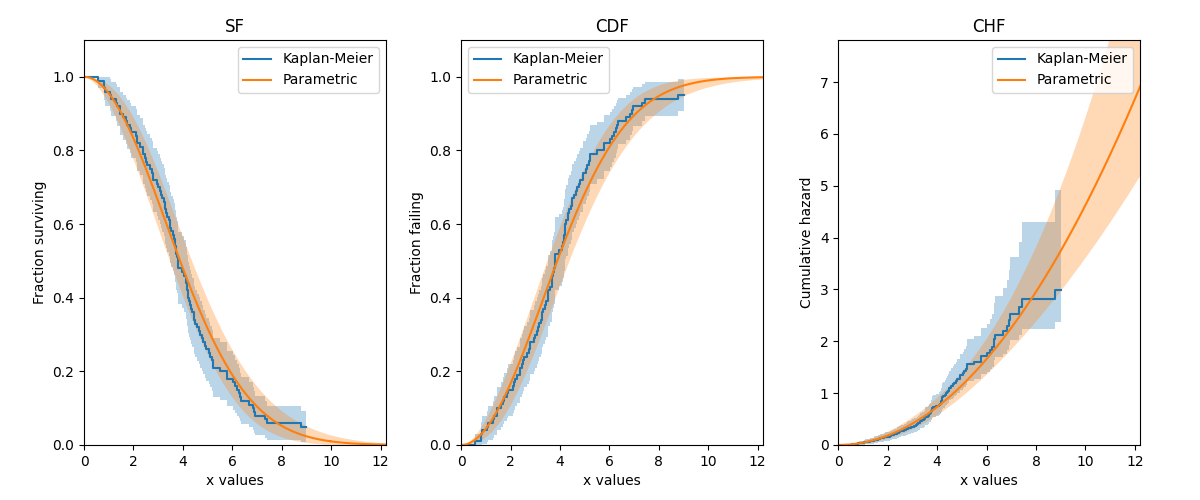 SF
Kaplan-Meier
Parametric
Fraction surviving
1.0
0.8
0.6
0.4
0.2
0.0
0 2 4 6 8 10 12
x values
CDF
Kaplan-Meier
Parametric
Fraction failing
1.0
0.8
0.6
0.4
0.2
0.0
0 2 4 6 8 10 12
x values
CHF
Kaplan-Meier
Parametric
Cumulative hazard
7
6
5
4
3
2
1
0
0 2 4 6 8 10 12
x values